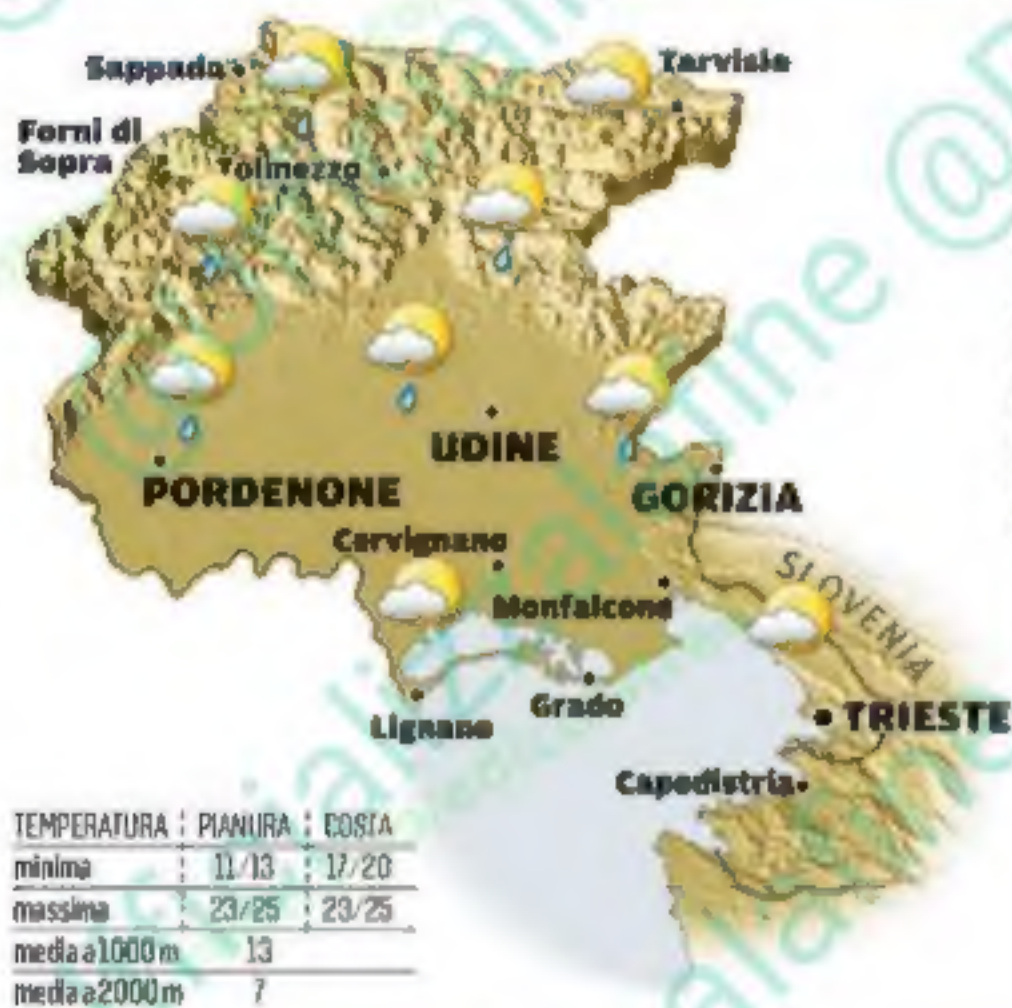 Sappada
Tarvisio
Forni di
Sopra
Tolmezzo
UDINE
PORDENONE
GORIZIA
Cervignano
Monfalcone
SLOVENIA
Grado
Lignano
TRIESTE
Capodistria
TEMPERATURA PIANURA COSTA
minima 11/13 17/20
massima 23/25 23/25
media a 1000 m 13
media a 2000 m 7